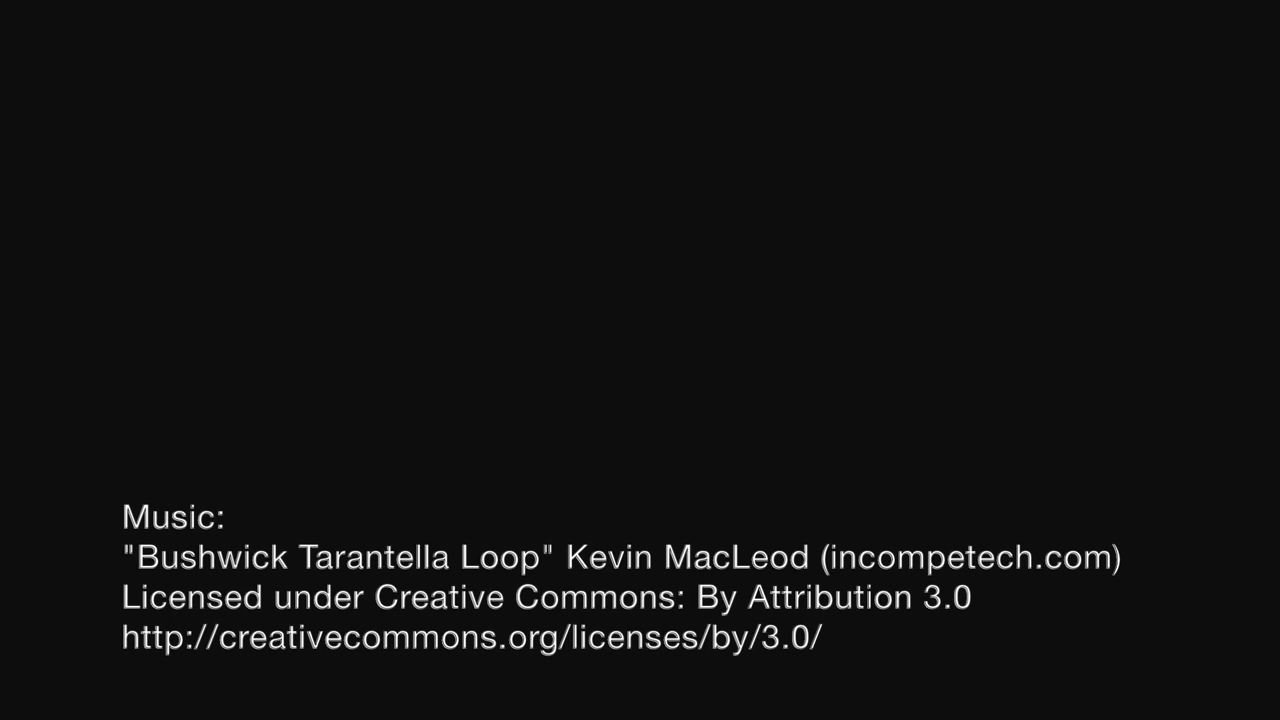 Music:
"Bushwick Tarantella Loop" Kevin MacLeod (incompetech.com)
Licensed under Creative Commons: By Attribution 3.0
http://creativecommons.org/licenses/by/3.0/